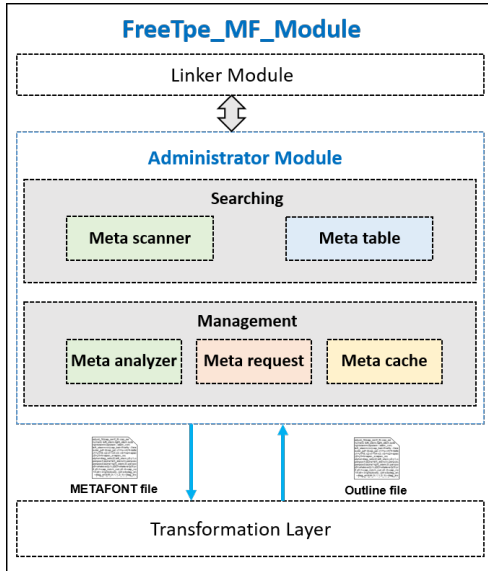 FreeTpe_MF_Module
Linker Module
Administrator Module
Searching
Meta scanner
Meta table
Management
Meta analyzer
Meta request
Meta cache
METAFONT file
Outline file
Transformation Layer